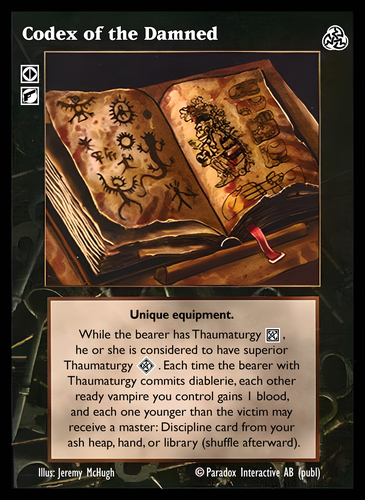 Codex of the Damned
Unique equipment.
While the bearer has Thaumaturgy ,
he or she is considered to have superior
Thaumaturgy . Each time the bearer with
Thaumaturgy commits diablerie, each other
ready vampire you control gains 1 blood,
and each one younger than the victim may
receive a master: Discipline card from your
ash heap, hand, or library (shuffle afterward).
Illus: Jeremy McHugh © Paradox Interactive AB (publ)